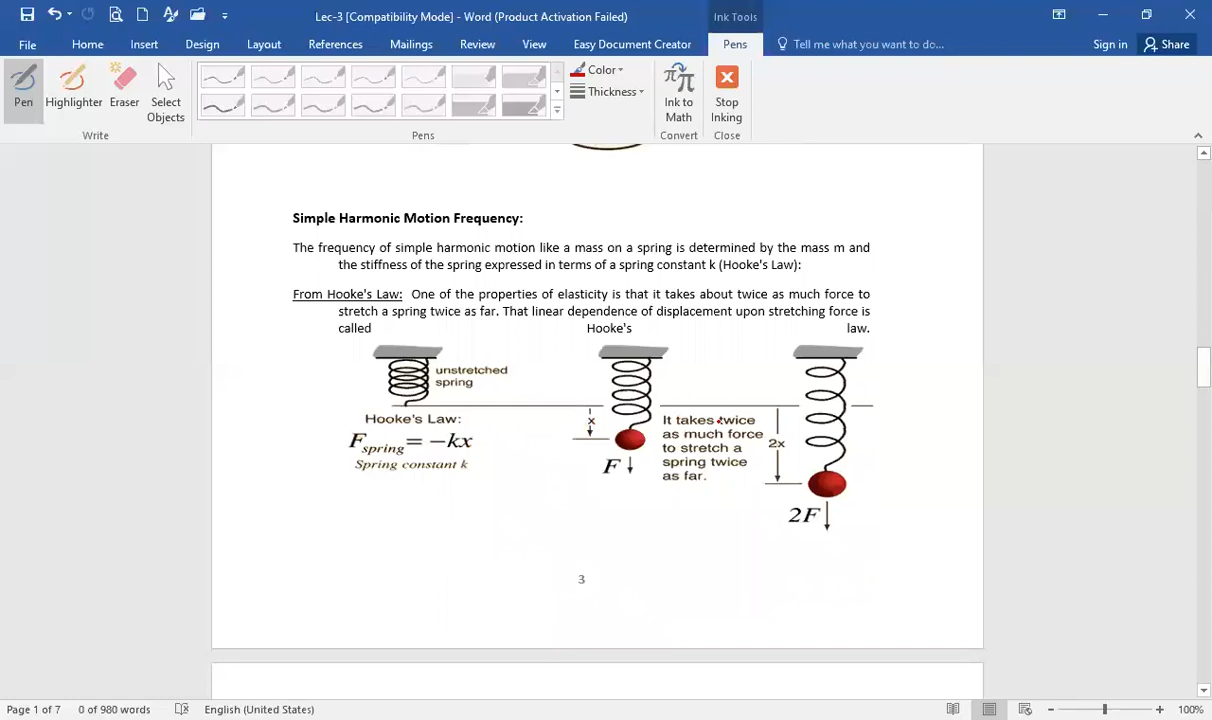 Lec-3 [Compatibility Mode] - Word (Product Activation Failed)
Ink Tools
File Home Insert Design Layout References Mailings Review View Easy Document Creator Pens Tell me what you want to do... Sign in Share
Pen Highlighter Eraser Select Objects
Color
Thickness
Ink to Math
Stop Inking
Write Pens Convert Close
Simple Harmonic Motion Frequency:
The frequency of simple harmonic motion like a mass on a spring is determined by the mass m and
the stiffness of the spring expressed in terms of a spring constant k (Hooke's Law):
From Hooke's Law: One of the properties of elasticity is that it takes about twice as much force to
stretch a spring twice as far. That linear dependence of displacement upon stretching force is
called Hooke's law.
unstretched
spring
Hooke's Law:
Fspring = −kx
Spring constant k
x
F
It takes twice
as much force
to stretch a
spring twice
as far.
2x
2F
3
Page 1 of 7 0 of 980 words English (United States) 100%